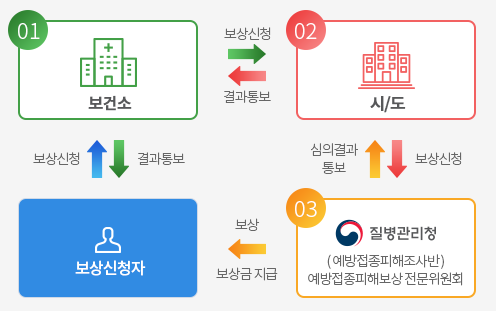 01
보건소
보상신청
결과통보
02
시/도
보상신청
결과통보
심의결과
통보
보상신청
보상신청자
보상
보상금 지급
03
질병관리청
(예방접종피해조사반)
예방접종피해보상 전문위원회